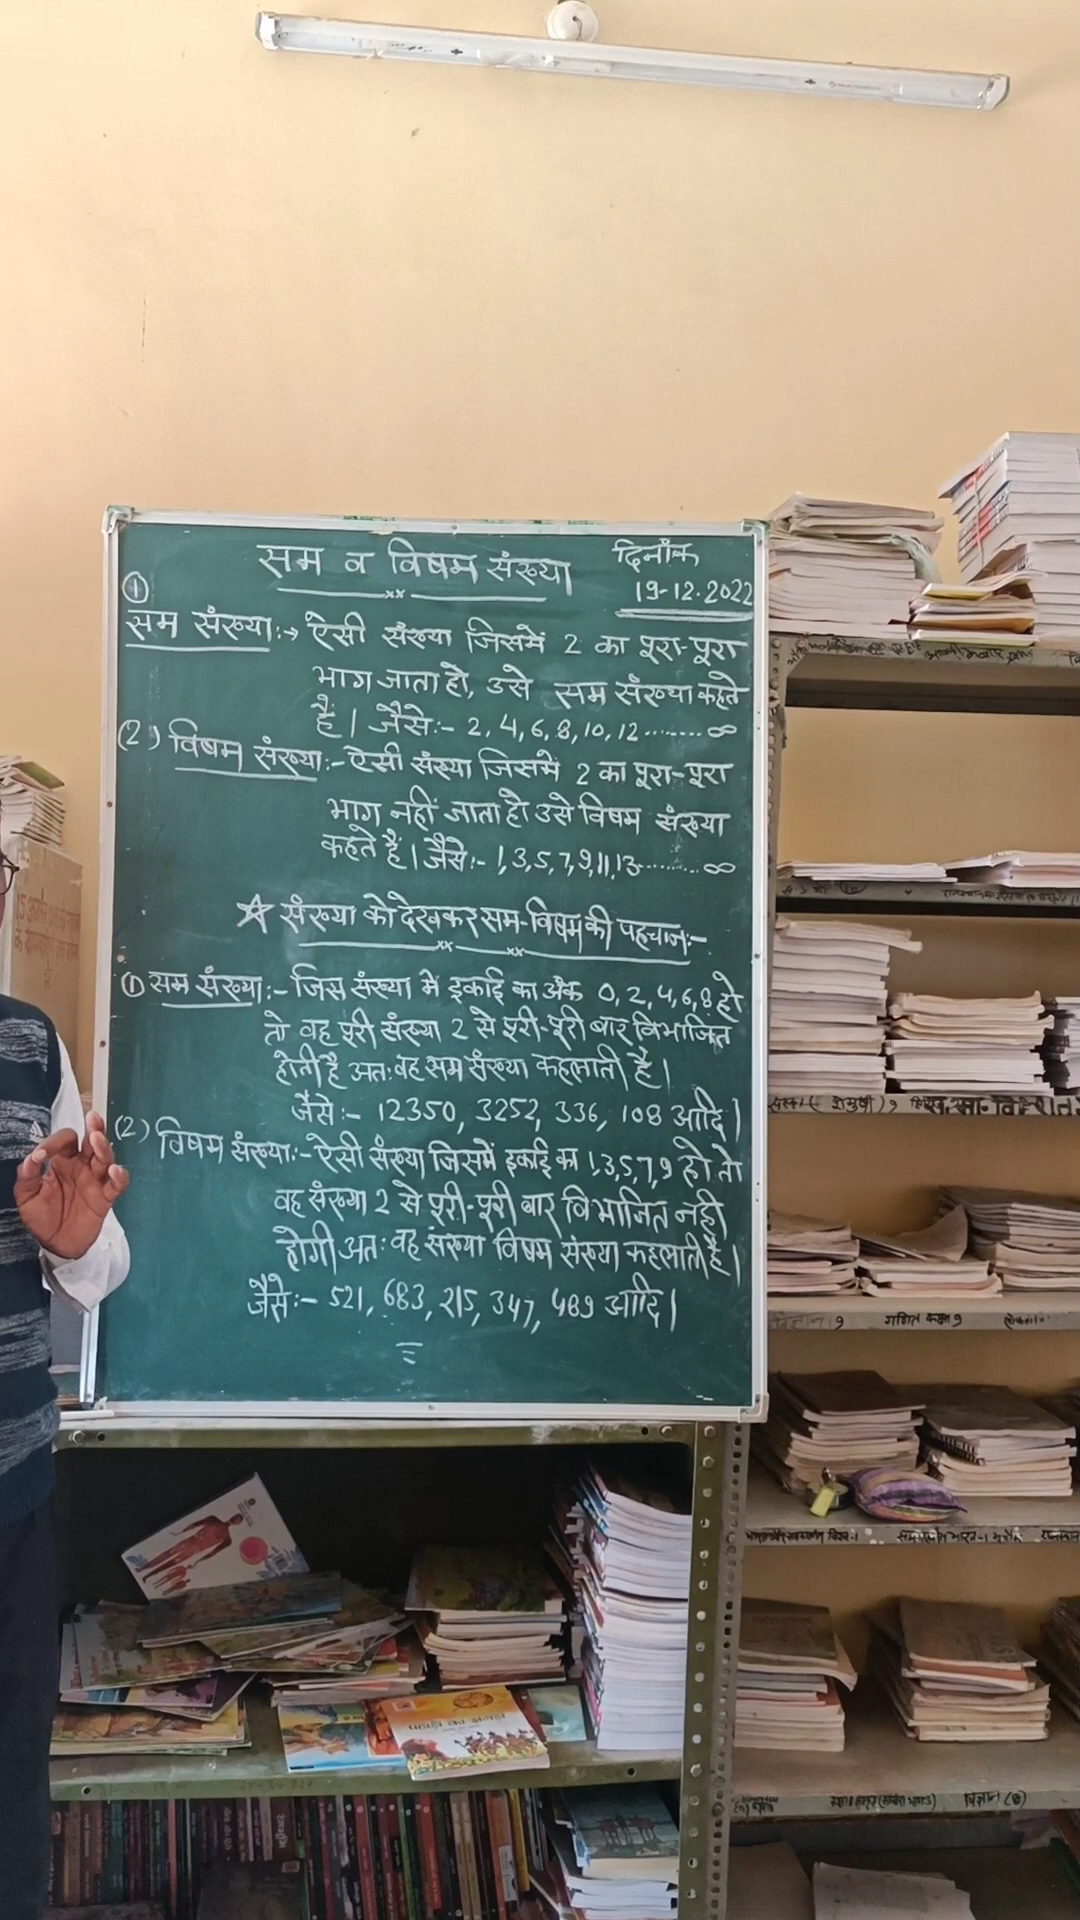 सम व विषम संख्या
दिनाँक
19-12-2022
①
सम संख्या:→ ऐसी संख्या जिसमें 2 का पूरा-पूरा
भाग जाता हो, उसे सम संख्या कहते
हैं। जैसे:- 2, 4, 6, 8, 10, 12........∞
(2) विषम संख्या:- ऐसी संख्या जिसमें 2 का पूरा-पूरा
भाग नहीं जाता हो उसे विषम संख्या
कहते हैं। जैसे:- 1,3,5,7,9,11,13.........∞
☆ संख्या को देखकर सम-विषम की पहचान:-
① सम संख्या:- जिस संख्या में इकाई का अंक 0, 2, 4, 6, 8 हो
तो वह पूरी संख्या 2 से पूरी-पूरी बार विभाजित
होती है अतः वह सम संख्या कहलाती है।
जैसे:- 12350, 3252, 336, 108 आदि।
(2) विषम संख्या:- ऐसी संख्या जिसमें इकाई का 1,3,5,7,9 हो तो
वह संख्या 2 से पूरी-पूरी बार विभाजित नहीं
होगी अतः वह संख्या विषम संख्या कहलाती है।
जैसे:- 521, 683, 215, 347, 489 आदि।
गणित कक्षा 9
विज्ञान (8)